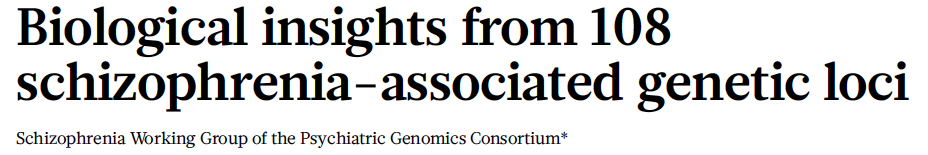 Biological insights from 108
schizophrenia-associated genetic loci
Schizophrenia Working Group of the Psychiatric Genomics Consortium*